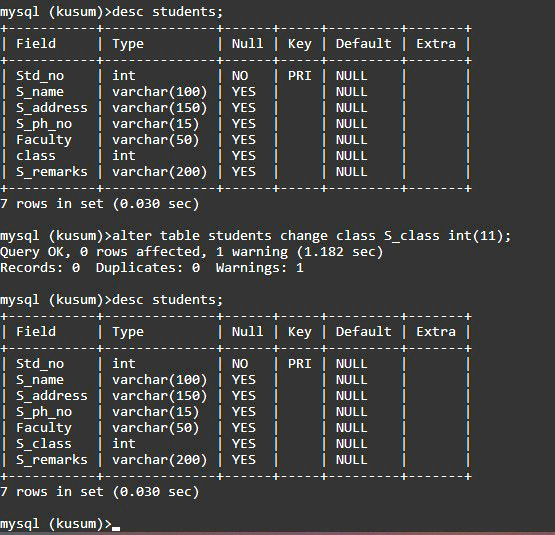 mysql (kusum)>desc students;
+-----------+--------------+------+-----+---------+-------+
| Field     | Type         | Null | Key | Default | Extra |
+-----------+--------------+------+-----+---------+-------+
| Std_no    | int          | NO   | PRI | NULL    |       |
| S_name    | varchar(100) | YES  |     | NULL    |       |
| S_address | varchar(150) | YES  |     | NULL    |       |
| S_ph_no   | varchar(15)  | YES  |     | NULL    |       |
| Faculty   | varchar(50)  | YES  |     | NULL    |       |
| class     | int          | YES  |     | NULL    |       |
| S_remarks | varchar(200) | YES  |     | NULL    |       |
+-----------+--------------+------+-----+---------+-------+
7 rows in set (0.030 sec)
mysql (kusum)>alter table students change class S_class int(11);
Query OK, 0 rows affected, 1 warning (1.182 sec)
Records: 0  Duplicates: 0  Warnings: 1
mysql (kusum)>desc students;
+-----------+--------------+------+-----+---------+-------+
| Field     | Type         | Null | Key | Default | Extra |
+-----------+--------------+------+-----+---------+-------+
| Std_no    | int          | NO   | PRI | NULL    |       |
| S_name    | varchar(100) | YES  |     | NULL    |       |
| S_address | varchar(150) | YES  |     | NULL    |       |
| S_ph_no   | varchar(15)  | YES  |     | NULL    |       |
| Faculty   | varchar(50)  | YES  |     | NULL    |       |
| S_class   | int          | YES  |     | NULL    |       |
| S_remarks | varchar(200) | YES  |     | NULL    |       |
+-----------+--------------+------+-----+---------+-------+
7 rows in set (0.030 sec)
mysql (kusum)>_